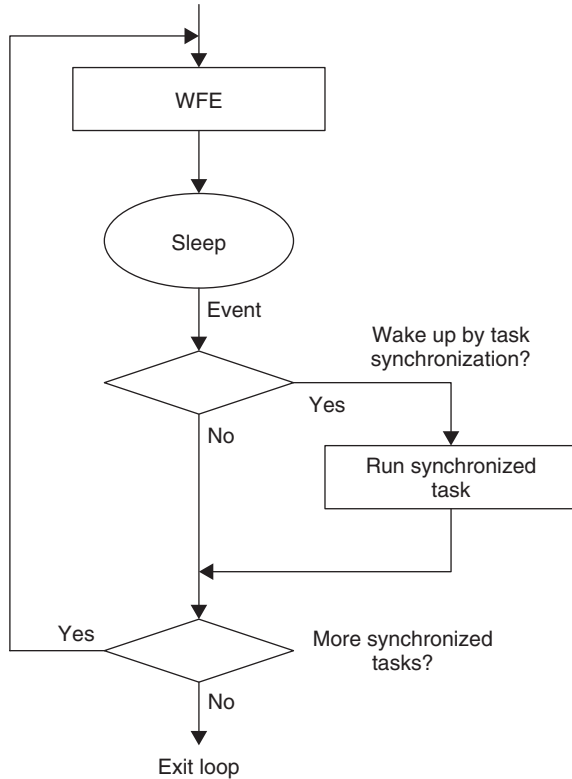 WFE
Sleep
Event
Wake up by task
synchronization?
Yes
No
Run synchronized
task
Yes
More synchronized
tasks?
No
Exit loop